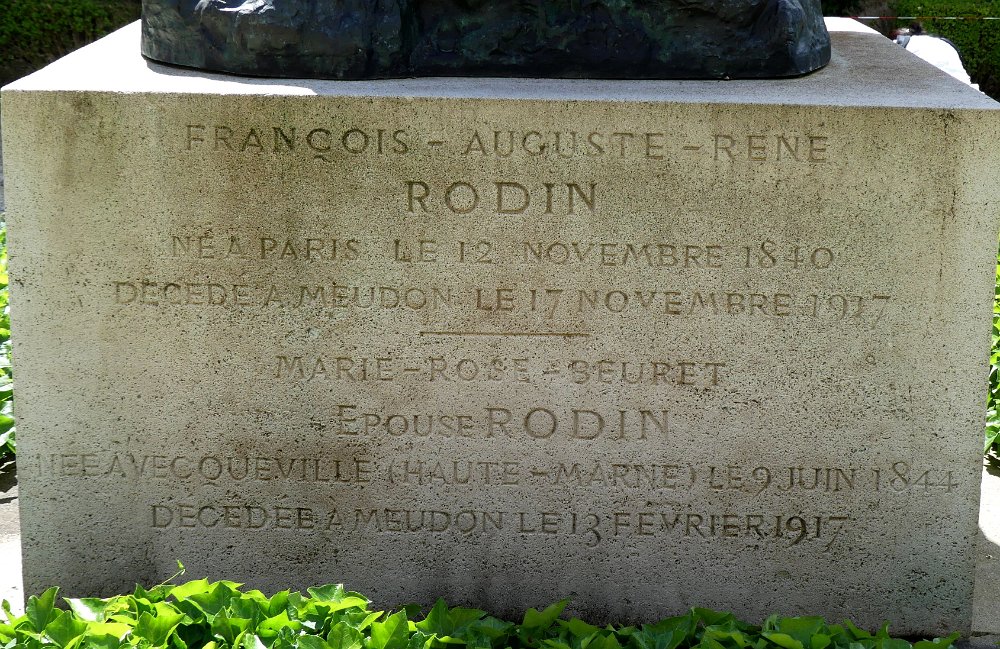 FRANÇOIS - AUGUSTE - RENÉ
RODIN
NÉ A PARIS LE 12 NOVEMBRE 1840
DÉCÉDÉ A MEUDON LE 17 NOVEMBRE 1917
MARIE - ROSE - BEURET
EPOUSE RODIN
NÉE A VECQUEVILLE (HAUTE - MARNE) LE 9 JUIN 1844
DÉCÉDÉE A MEUDON LE 13 FÉVRIER 1917